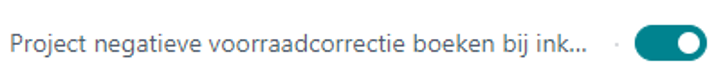 Project negatieve voorraadcorrectie boeken bij ink...